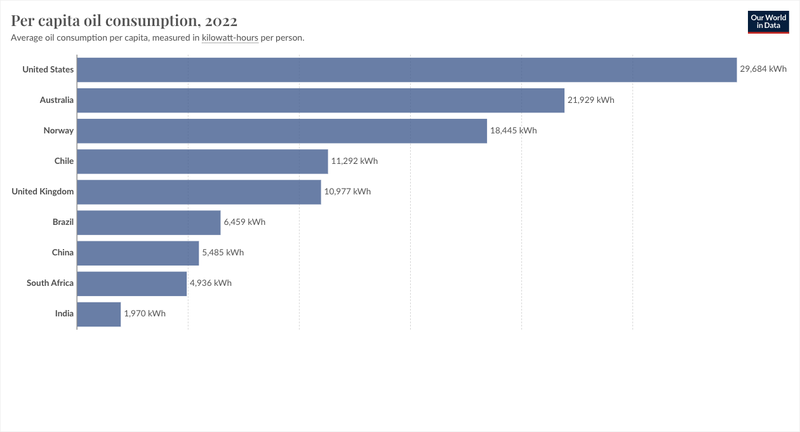 Per capita oil consumption, 2022
Our World
in Data
Average oil consumption per capita, measured in kilowatt-hours per person.
United States 29,684 kWh
Australia 21,929 kWh
Norway 18,445 kWh
Chile 11,292 kWh
United Kingdom 10,977 kWh
Brazil 6,459 kWh
China 5,485 kWh
South Africa 4,936 kWh
India 1,970 kWh